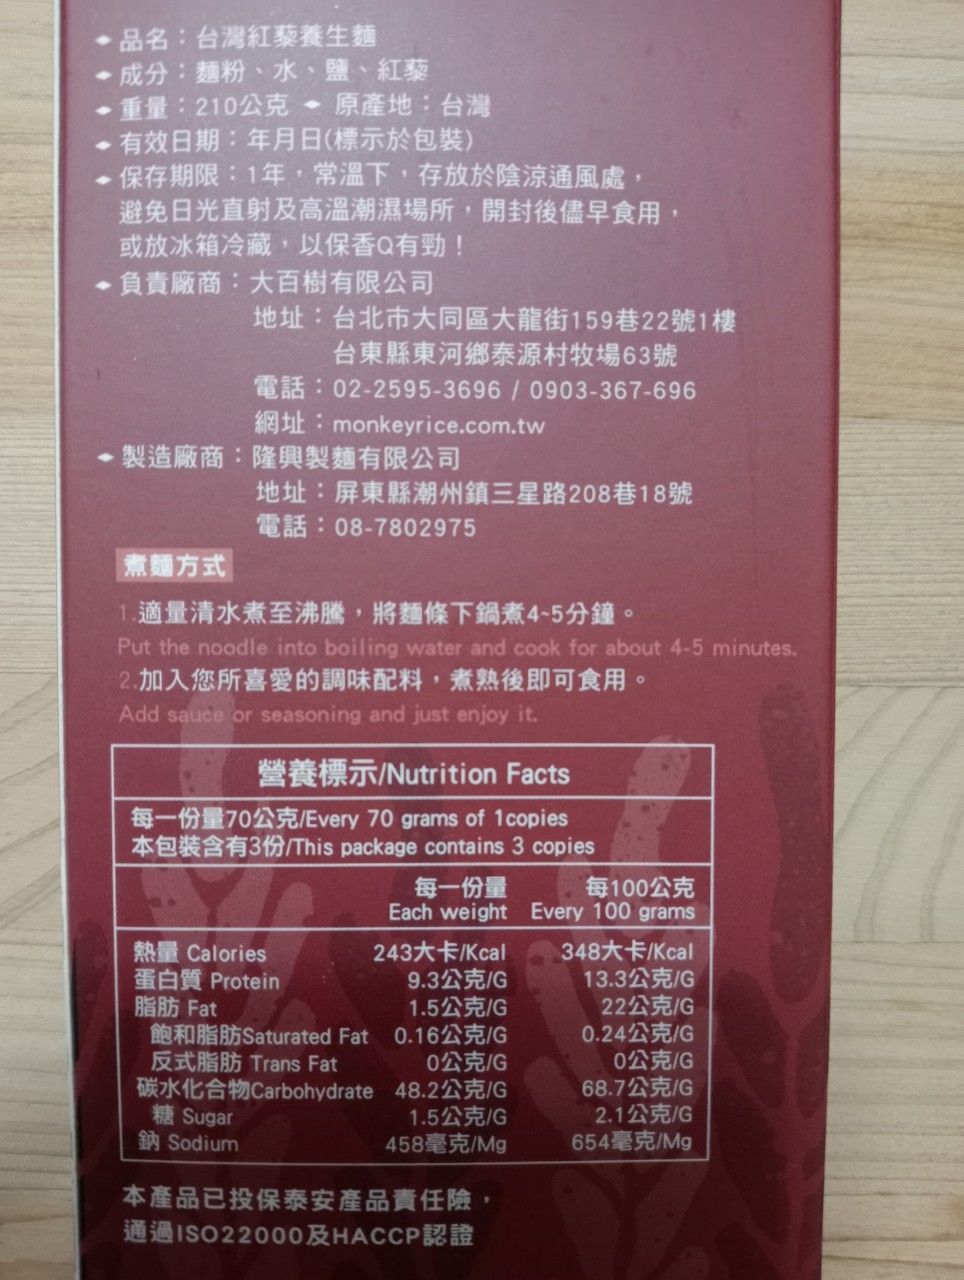 ◆ 品名：台灣紅藜養生麵
◆ 成分：麵粉、水、鹽、紅藜
◆ 重量：210公克 ◆ 原產地：台灣
◆ 有效日期：年月日(標示於包裝)
◆ 保存期限：1年，常溫下，存放於陰涼通風處，
避免日光直射及高溫潮濕場所，開封後儘早食用，
或放冰箱冷藏，以保香Q有勁！
◆ 負責廠商：大百樹有限公司
地址：台北市大同區大龍街159巷22號1樓
台東縣東河鄉泰源村牧場63號
電話：02-2595-3696 / 0903-367-696
網址：monkeyrice.com.tw
◆ 製造廠商：隆興製麵有限公司
地址：屏東縣潮州鎮三星路208巷18號
電話：08-7802975
煮麵方式
1.適量清水煮至沸騰，將麵條下鍋煮4~5分鐘。
Put the noodle into boiling water and cook for about 4-5 minutes.
2.加入您所喜愛的調味配料，煮熟後即可食用。
Add sauce or seasoning and just enjoy it.
營養標示/Nutrition Facts
每一份量70公克/Every 70 grams of 1copies
本包裝含有3份/This package contains 3 copies
每一份量 每100公克
Each weight Every 100 grams
熱量 Calories 243大卡/Kcal 348大卡/Kcal
蛋白質 Protein 9.3公克/G 13.3公克/G
脂肪 Fat 1.5公克/G 22公克/G
飽和脂肪Saturated Fat 0.16公克/G 0.24公克/G
反式脂肪 Trans Fat 0公克/G 0公克/G
碳水化合物Carbohydrate 48.2公克/G 68.7公克/G
糖 Sugar 1.5公克/G 2.1公克/G
鈉 Sodium 458毫克/Mg 654毫克/Mg
本產品已投保泰安產品責任險，
通過ISO22000及HACCP認證